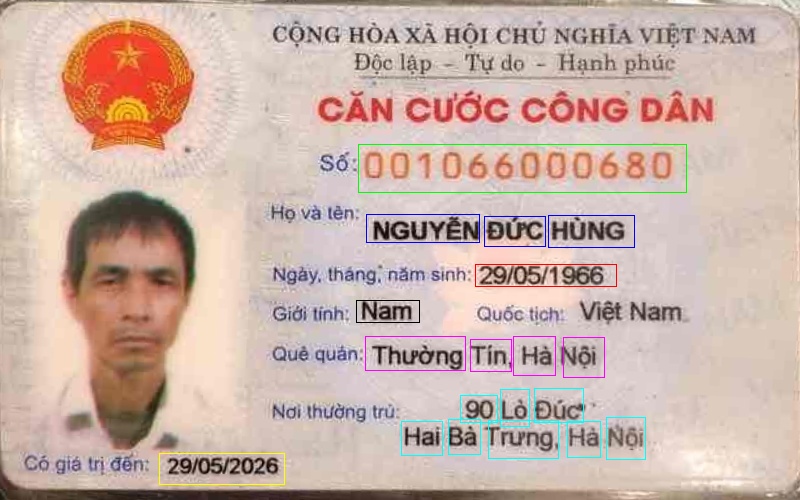 CỘNG HÒA XÃ HỘI CHỦ NGHĨA VIỆT NAM
Độc lập - Tự do - Hạnh phúc
CĂN CƯỚC CÔNG DÂN
Số: 001066000680
Họ và tên: NGUYỄN ĐỨC HÙNG
Ngày, tháng, năm sinh: 29/05/1966
Giới tính: Nam Quốc tịch: Việt Nam
Quê quán: Thường Tín, Hà Nội
Nơi thường trú: 90 Lò Đúc
Hai Bà Trưng, Hà Nội
Có giá trị đến: 29/05/2026